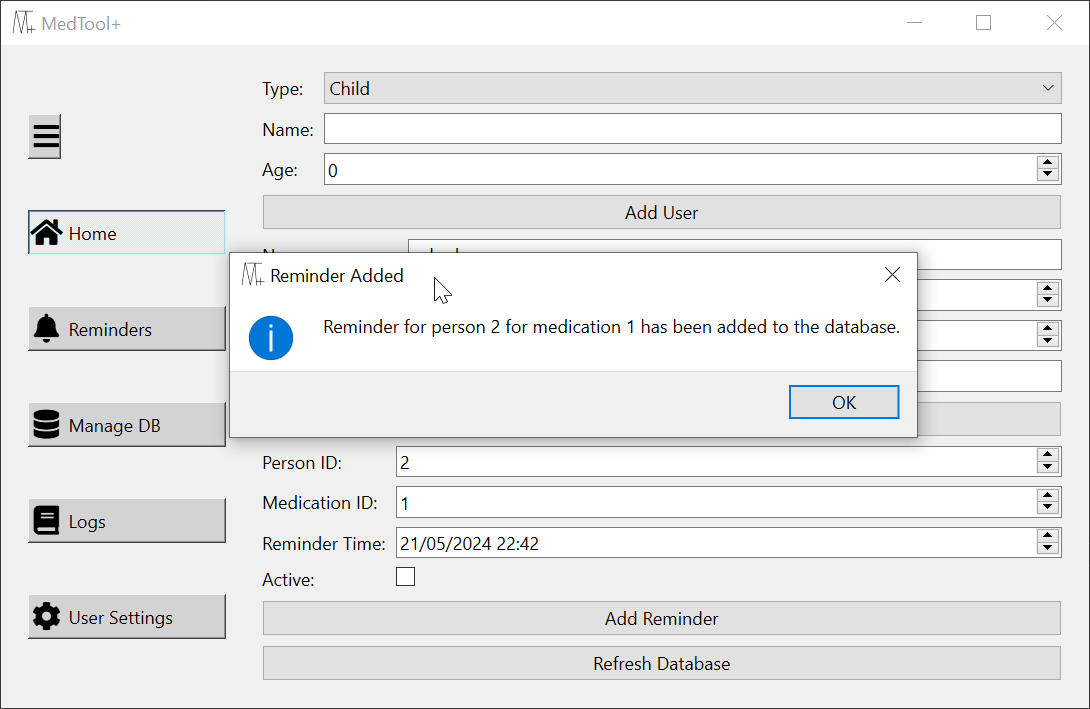 MedTool+
Type: Child
Name:
Age: 0
Add User
Home
Reminder Added
Reminder for person 2 for medication 1 has been added to the database.
OK
Reminders
Manage DB
Logs
User Settings
Person ID: 2
Medication ID: 1
Reminder Time: 21/05/2024 22:42
Active:
Add Reminder
Refresh Database